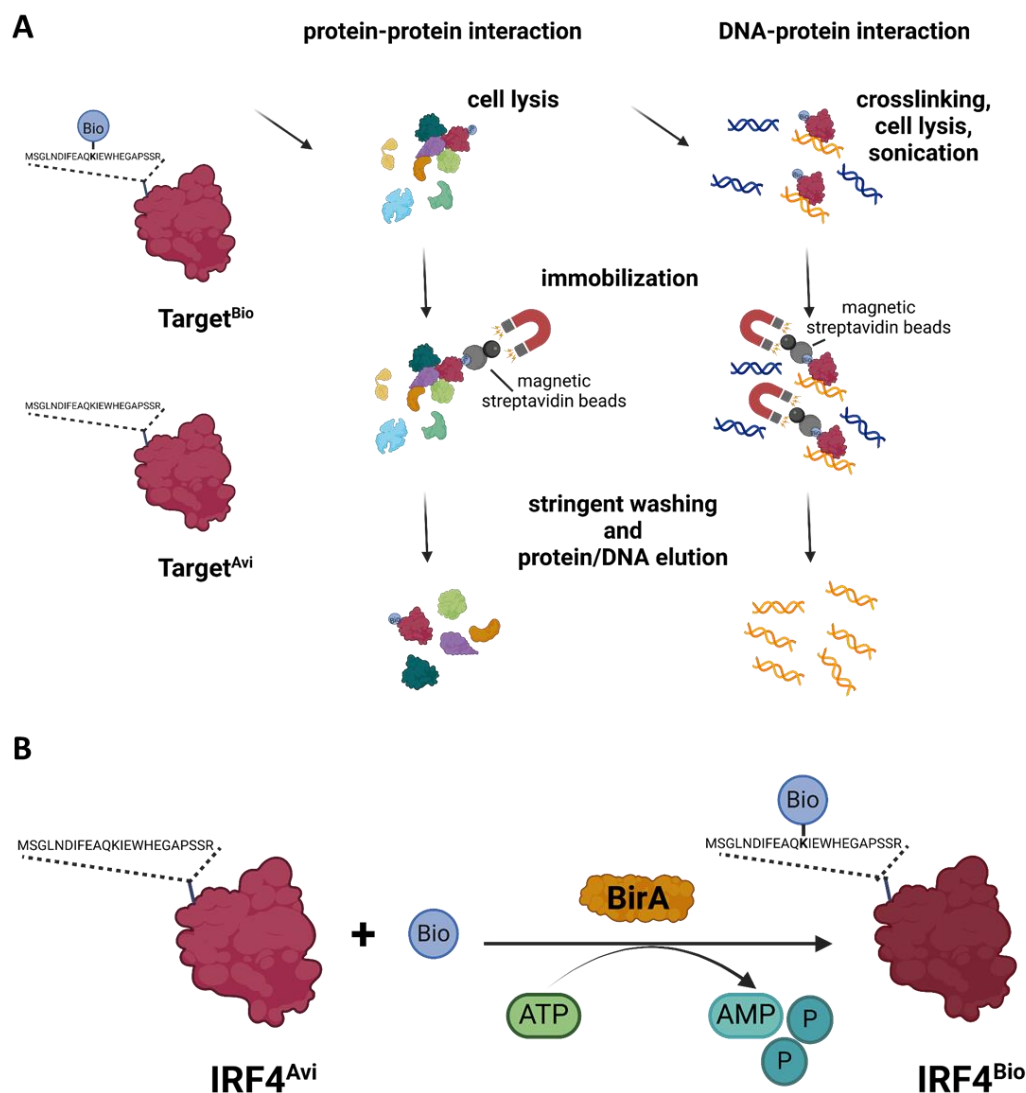 A
protein-protein interaction
DNA-protein interaction
Bio
MSGLNDIFEAQKIEWHEGAPSSR
Target^Bio
MSGLNDIFEAQKIEWHEGAPSSR
Target^Avi
cell lysis
crosslinking,
cell lysis,
sonication
immobilization
magnetic
streptavidin beads
magnetic
streptavidin beads
stringent washing
and
protein/DNA elution
B
MSGLNDIFEAQKIEWHEGAPSSR
IRF4^Avi
+
Bio
BirA
ATP
AMP
P
P
Bio
MSGLNDIFEAQKIEWHEGAPSSR
IRF4^Bio